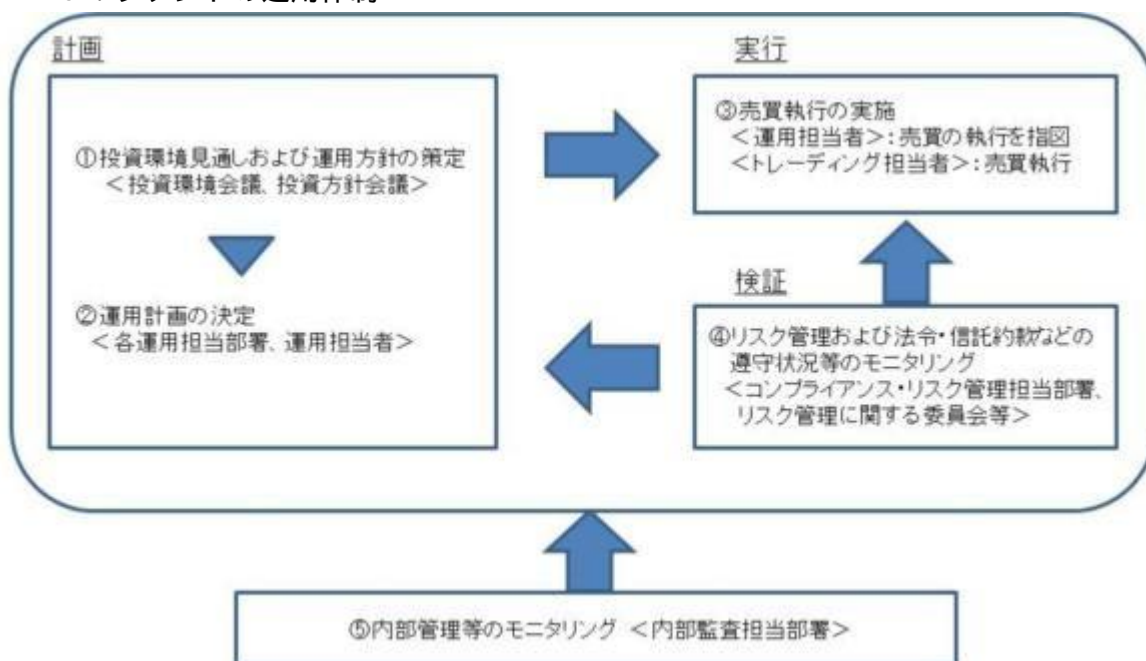 計画
①投資環境見通しおよび運用方針の策定
<投資環境会議、投資方針会議>
②運用計画の決定
<各運用担当部署、運用担当者>
実行
③売買執行の実施
<運用担当者>:売買の執行を指図
<トレーディング担当者>:売買執行
検証
④リスク管理および法令・信託約款などの
遵守状況等のモニタリング
<コンプライアンス・リスク管理担当部署、
リスク管理に関する委員会等>
⑤内部管理等のモニタリング <内部監査担当部署>